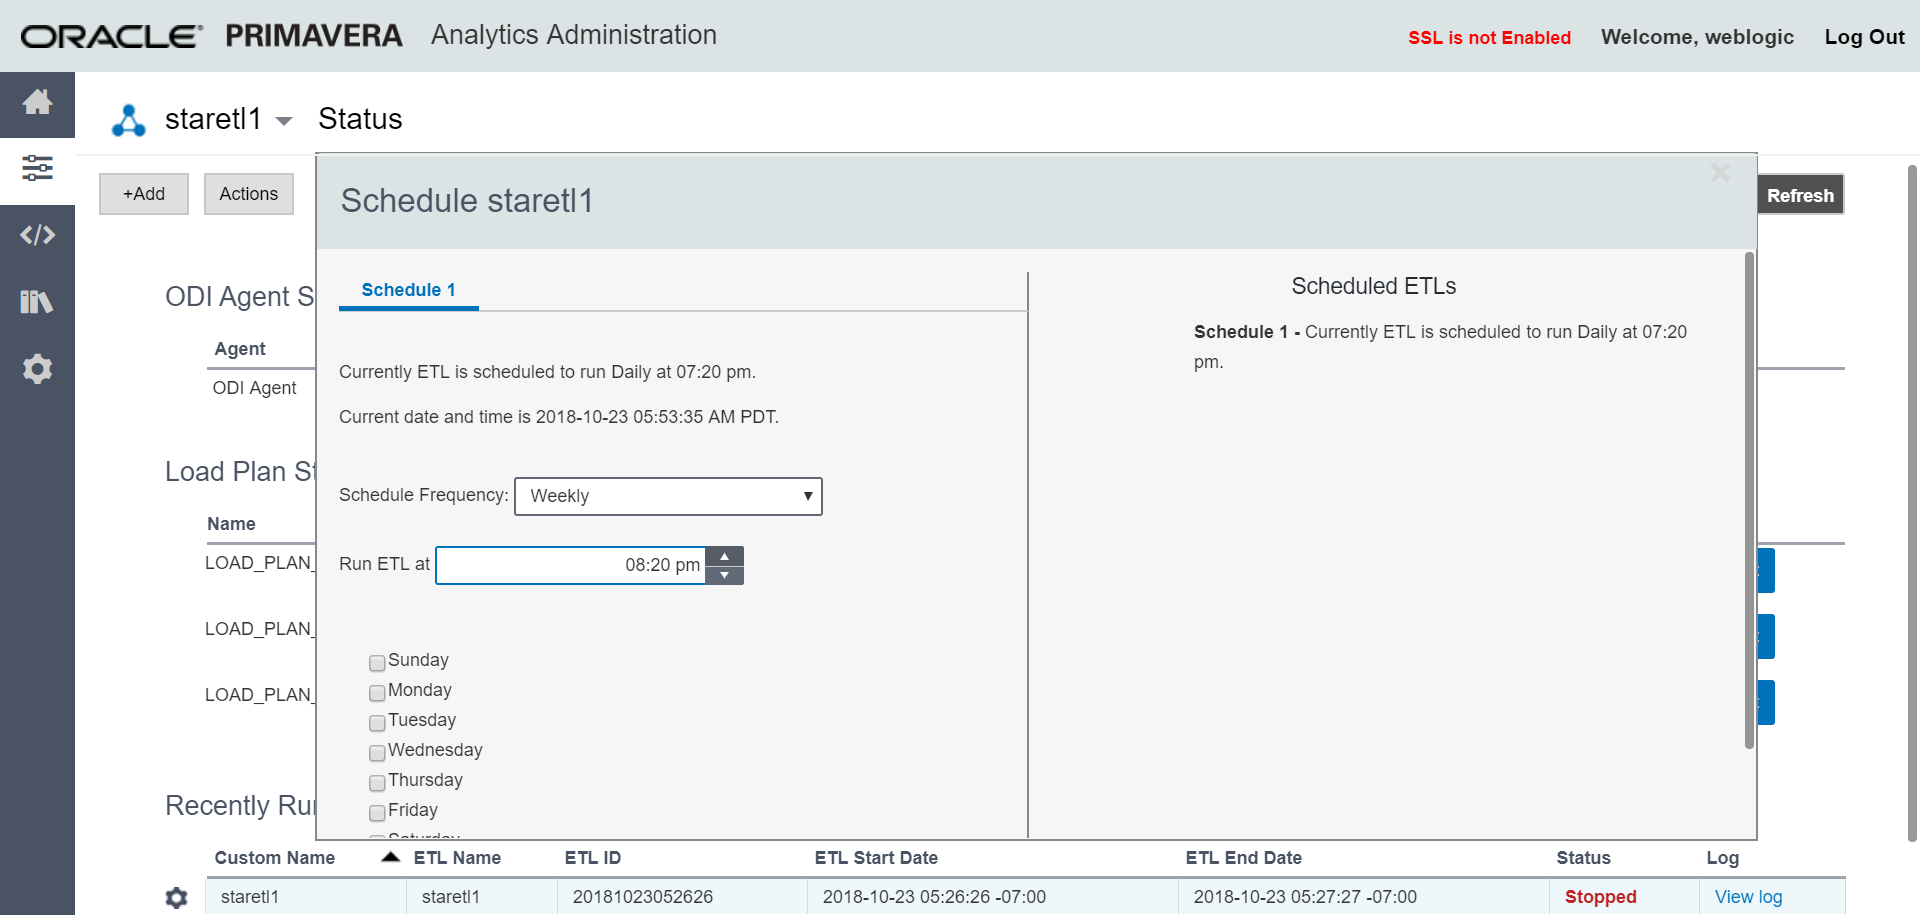 ORACLE PRIMAVERA Analytics Administration
SSL is not Enabled Welcome, weblogic Log Out
staretl1 Status
+Add Actions Refresh
Schedule staretl1
Schedule 1
Currently ETL is scheduled to run Daily at 07:20 pm.
Current date and time is 2018-10-23 05:53:35 AM PDT.
Schedule Frequency: Weekly
Run ETL at 08:20 pm
Sunday
Monday
Tuesday
Wednesday
Thursday
Friday
Saturday
Scheduled ETLs
Schedule 1 - Currently ETL is scheduled to run Daily at 07:20
pm.
ODI Agent S
Agent
ODI Agent
Load Plan St
Name
LOAD_PLAN_
LOAD_PLAN_
LOAD_PLAN_
Recently Ru
Custom Name ETL Name ETL ID ETL Start Date ETL End Date Status Log
staretl1 staretl1 20181023052626 2018-10-23 05:26:26 -07:00 2018-10-23 05:27:27 -07:00 Stopped View log